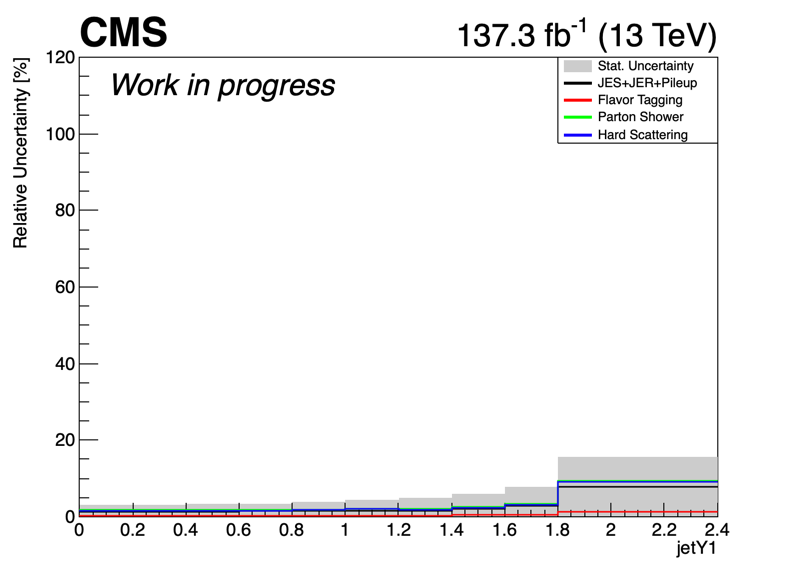 CMS
137.3 fb-1 (13 TeV)
Work in progress
Stat. Uncertainty
JES+JER+Pileup
Flavor Tagging
Parton Shower
Hard Scattering
Relative Uncertainty [%]
120
100
80
60
40
20
0
0 0.2 0.4 0.6 0.8 1 1.2 1.4 1.6 1.8 2 2.2 2.4
jetY1